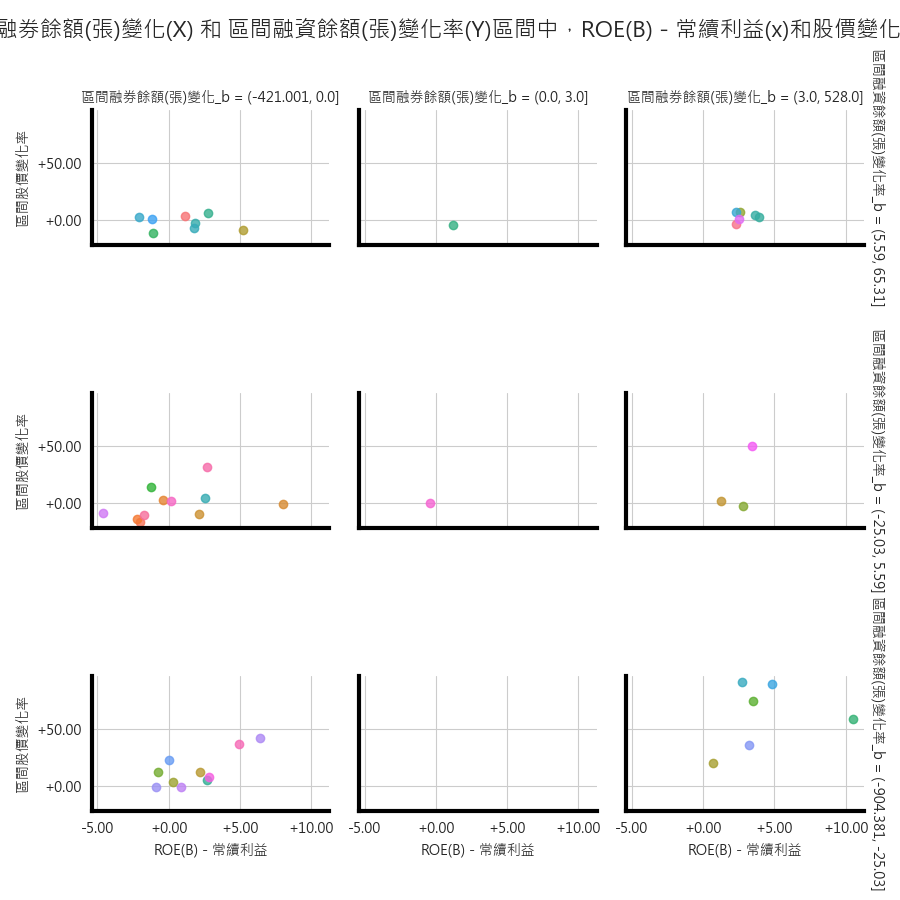 融券餘額(張)變化(X) 和 區間融資餘額(張)變化率(Y)區間中，ROE(B) - 常續利益(x)和股價變化
區間融券餘額(張)變化_b = (-421.001, 0.0]
區間融券餘額(張)變化_b = (0.0, 3.0]
區間融券餘額(張)變化_b = (3.0, 528.0]
區間融資餘額(張)變化率_b = (5.59, 65.31]
區間股價變化率
+50.00
+0.00
區間融資餘額(張)變化率_b = (-25.03, 5.59]
區間股價變化率
+50.00
+0.00
區間融資餘額(張)變化率_b = (-904.381, -25.03]
區間股價變化率
+50.00
+0.00
-5.00 +0.00 +5.00 +10.00
-5.00 +0.00 +5.00 +10.00
-5.00 +0.00 +5.00 +10.00
ROE(B) - 常續利益
ROE(B) - 常續利益
ROE(B) - 常續利益